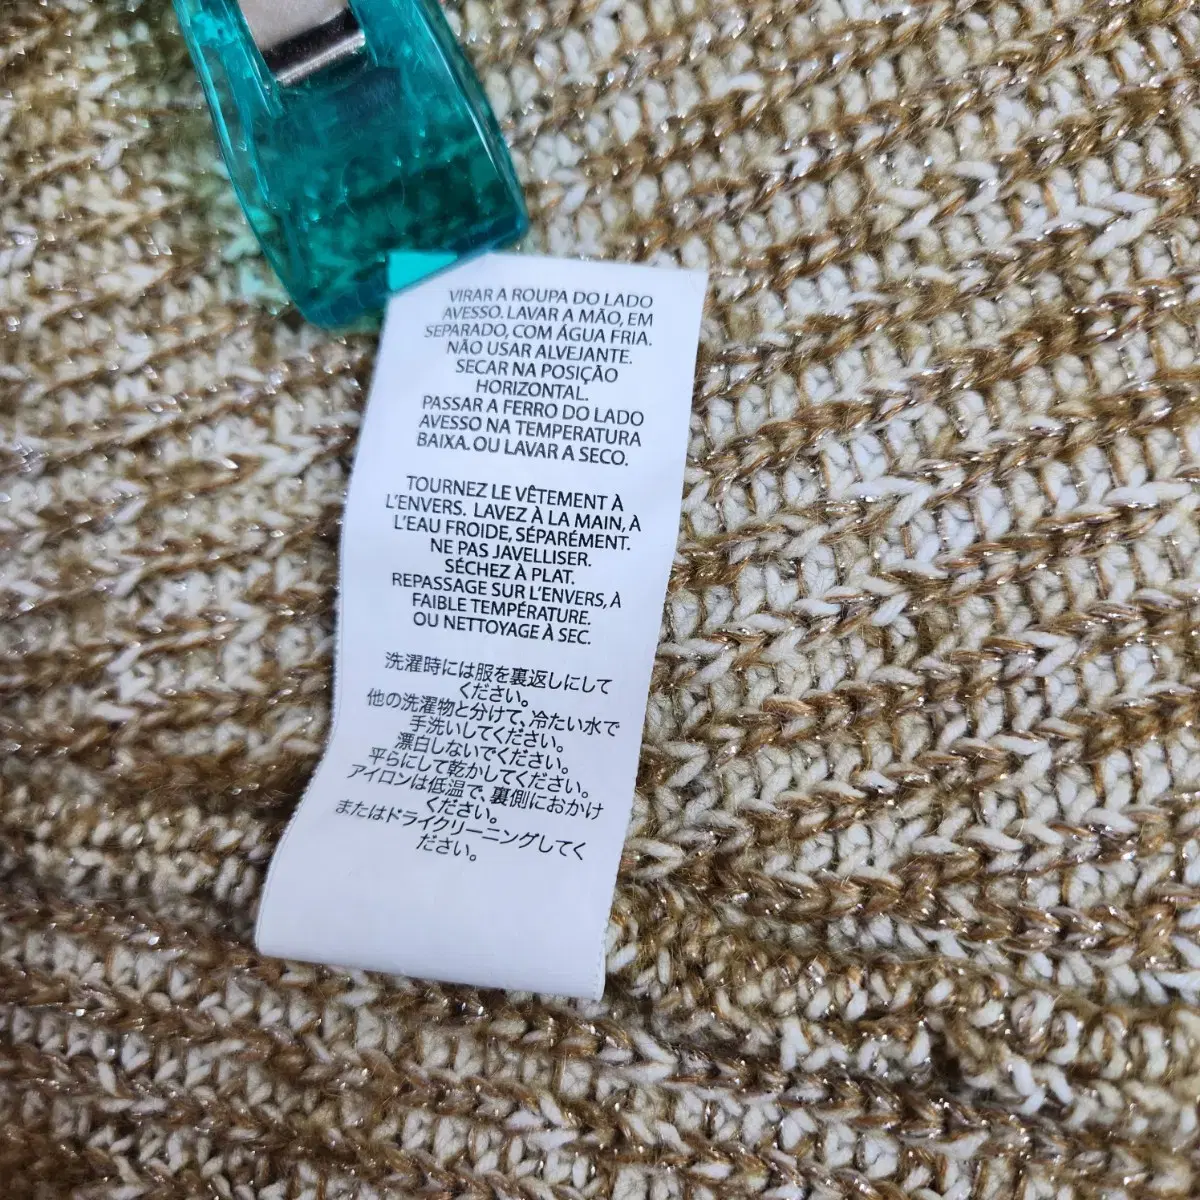 VIRAR A ROUPA DO LADO
AVESSO. LAVAR A MÃO, EM
SEPARADO, COM ÁGUA FRIA.
NÃO USAR ALVEJANTE.
SECAR NA POSIÇÃO
HORIZONTAL.
PASSAR A FERRO DO LADO
AVESSO NA TEMPERATURA
BAIXA. OU LAVAR A SECO.
TOURNEZ LE VÊTEMENT À
L'ENVERS. LAVEZ À LA MAIN, À
L'EAU FROIDE, SÉPARÉMENT.
NE PAS JAVELLISER.
SÉCHEZ À PLAT.
REPASSAGE SUR L'ENVERS, À
FAIBLE TEMPÉRATURE.
OU NETTOYAGE À SEC.
洗濯時には服を裏返しにして
ください。
他の洗濯物と分けて、冷たい水で
手洗いしてください。
漂白しないでください。
平らにして乾かしてください。
アイロンは低温で、裏側におかけ
ください。
またはドライクリーニングしてく
ださい。